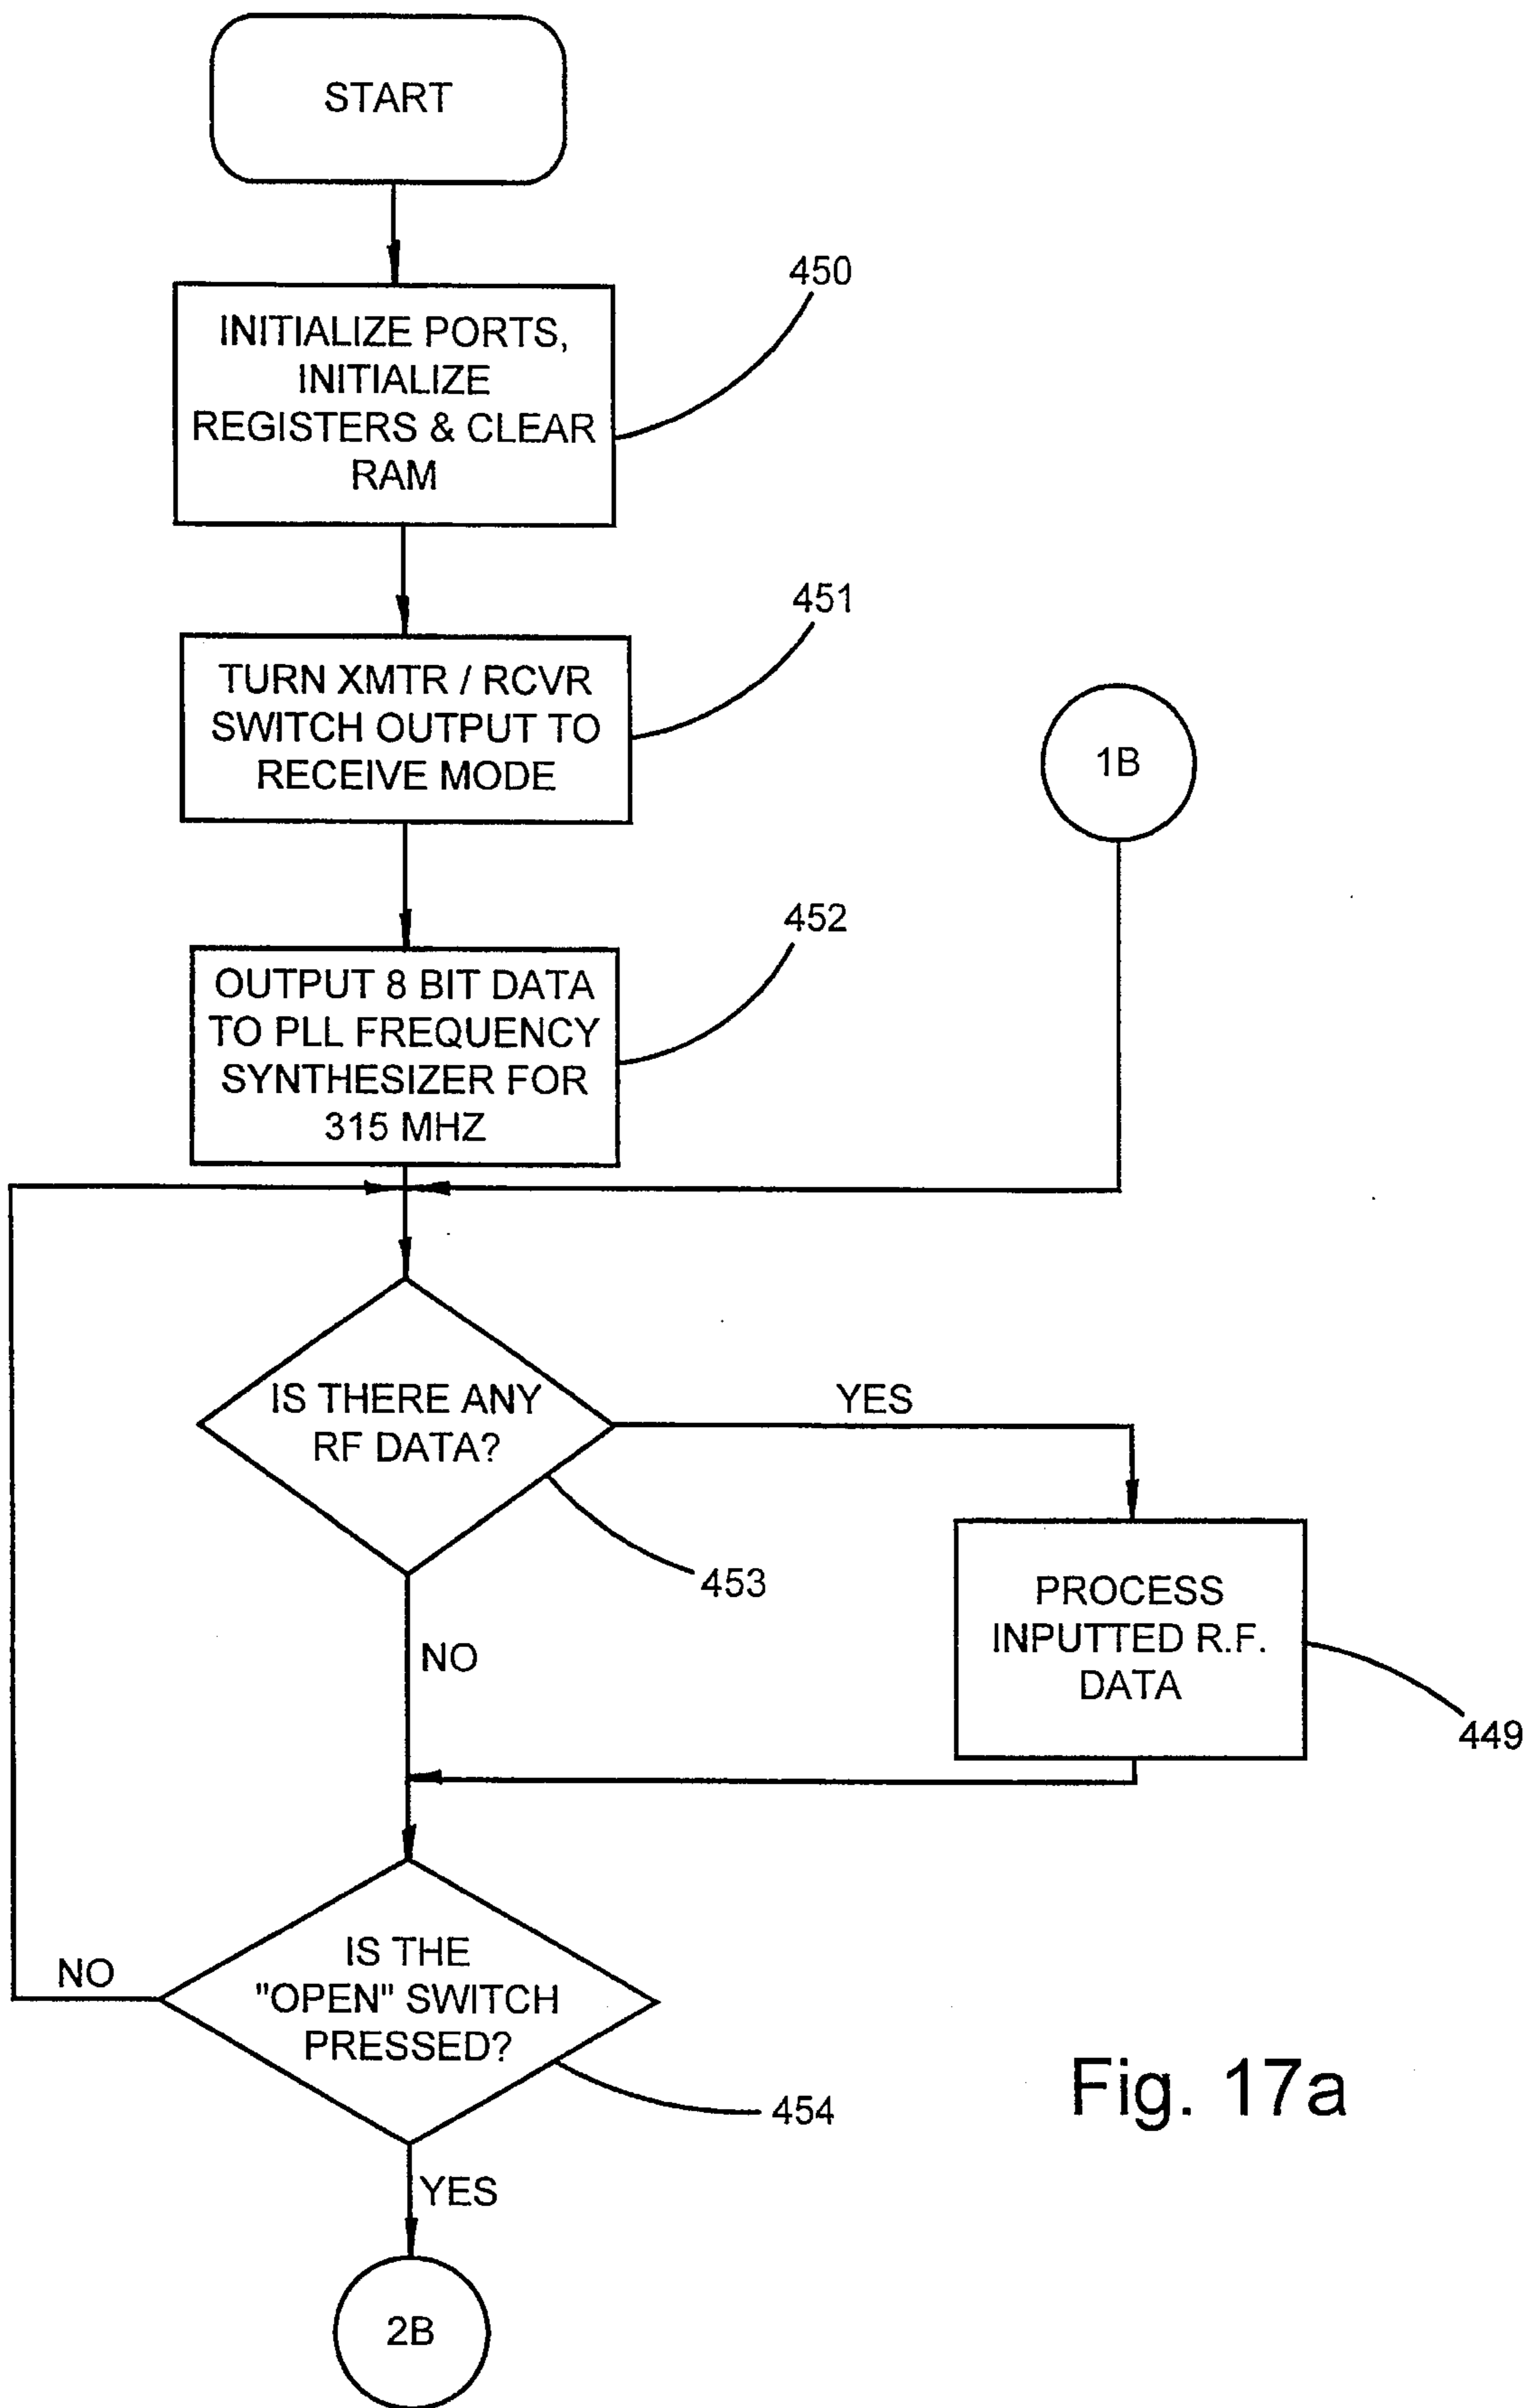 START
450
INITIALIZE PORTS,
INITIALIZE
REGISTERS & CLEAR
RAM
451
TURN XMTR / RCVR
SWITCH OUTPUT TO
RECEIVE MODE
1B
452
OUTPUT 8 BIT DATA
TO PLL FREQUENCY
SYNTHESIZER FOR
315 MHZ
IS THERE ANY
RF DATA?
YES
453
NO
PROCESS
INPUTTED R.F.
DATA
449
IS THE
"OPEN" SWITCH
PRESSED?
NO
454
YES
2B
Fig. 17a